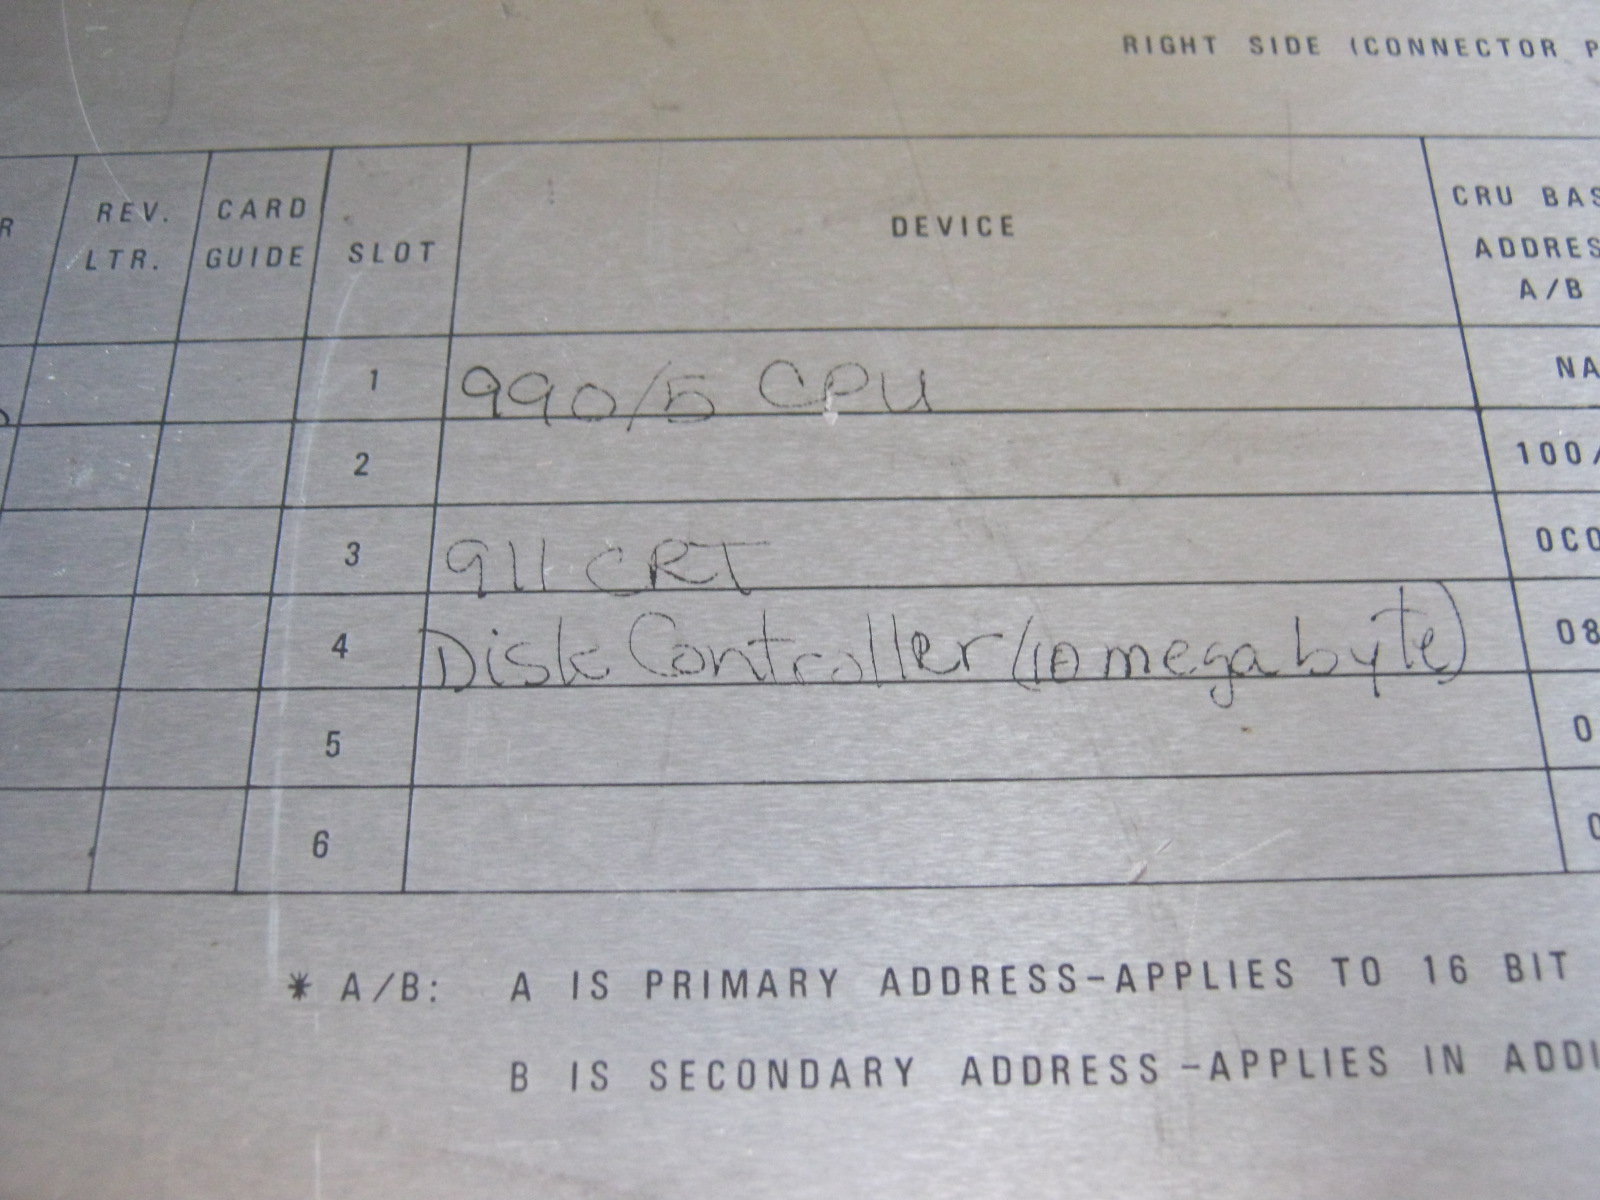 RIGHT SIDE (CONNECTOR P
R REV. LTR. CARD GUIDE SLOT DEVICE CRU BAS ADDRES A/B
1 990/5 CPU NA
2 100/
3 911 CRT 0C0
4 Disk Controller (10 megabyte) 08
5 0
6 0
* A/B: A IS PRIMARY ADDRESS-APPLIES TO 16 BIT
B IS SECONDARY ADDRESS-APPLIES IN ADDI